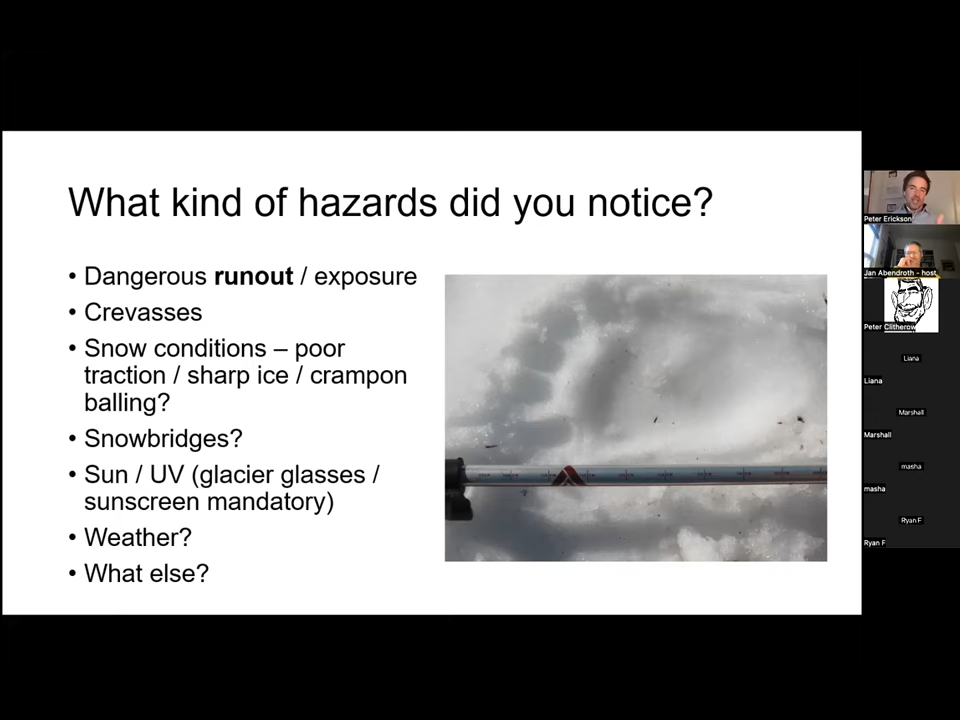 What kind of hazards did you notice?
• Dangerous runout / exposure
• Crevasses
• Snow conditions – poor
traction / sharp ice / crampon
balling?
• Snowbridges?
• Sun / UV (glacier glasses /
sunscreen mandatory)
• Weather?
• What else?
Peter Erickson
Jan Abendroth - host
Peter Clitherow
Liana
Liana
Marshall
Marshall
masha
masha
Ryan F
Ryan F